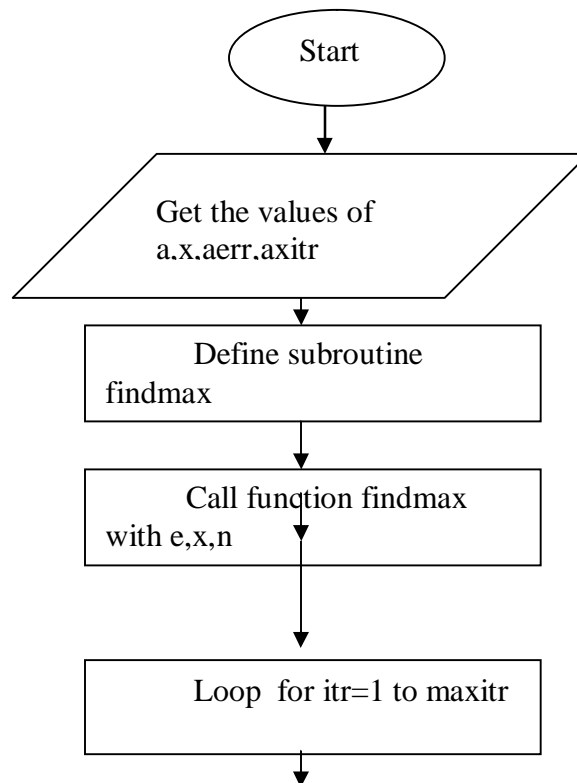 Start
Get the values of
a,x,aerr,axitr
Define subroutine
findmax
Call function findmax
with e,x,n
Loop for itr=1 to maxitr